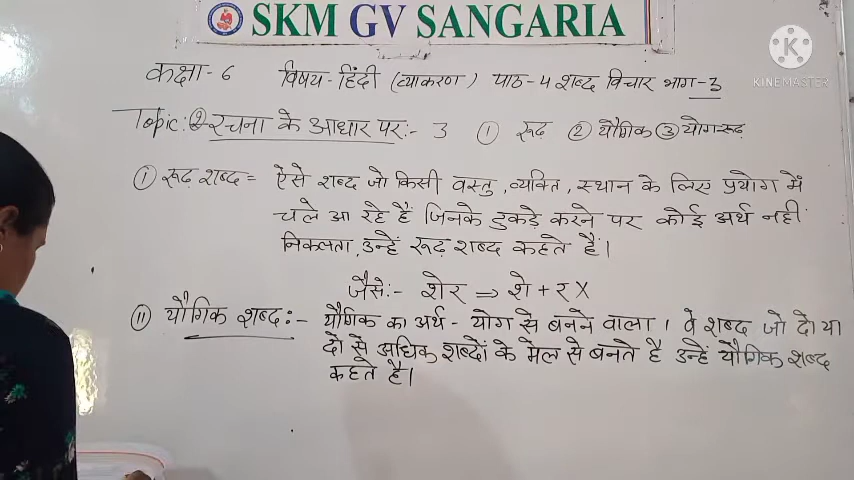 SKM GV SANGARIA
KINEMASTER
कक्षा- 6 विषय- हिंदी (व्याकरण) पाठ-4 शब्द विचार भाग-3
Topic:② रचना के आधार पर:- 3 ① रूढ़ ② यौगिक ③ योगरूढ़
① रूढ़ शब्द = ऐसे शब्द जो किसी वस्तु, व्यक्ति, स्थान के लिए प्रयोग में
चले आ रहे हैं जिनके टुकड़े करने पर कोई अर्थ नहीं
निकलता, उन्हें रूढ़ शब्द कहते हैं।
जैसे:- शेर ⇒ शे + र X
⑪ यौगिक शब्द:- यौगिक का अर्थ - योग से बनने वाला। वे शब्द जो दो या
दो से अधिक शब्दों के मेल से बनते है उन्हें यौगिक शब्द
कहते है।